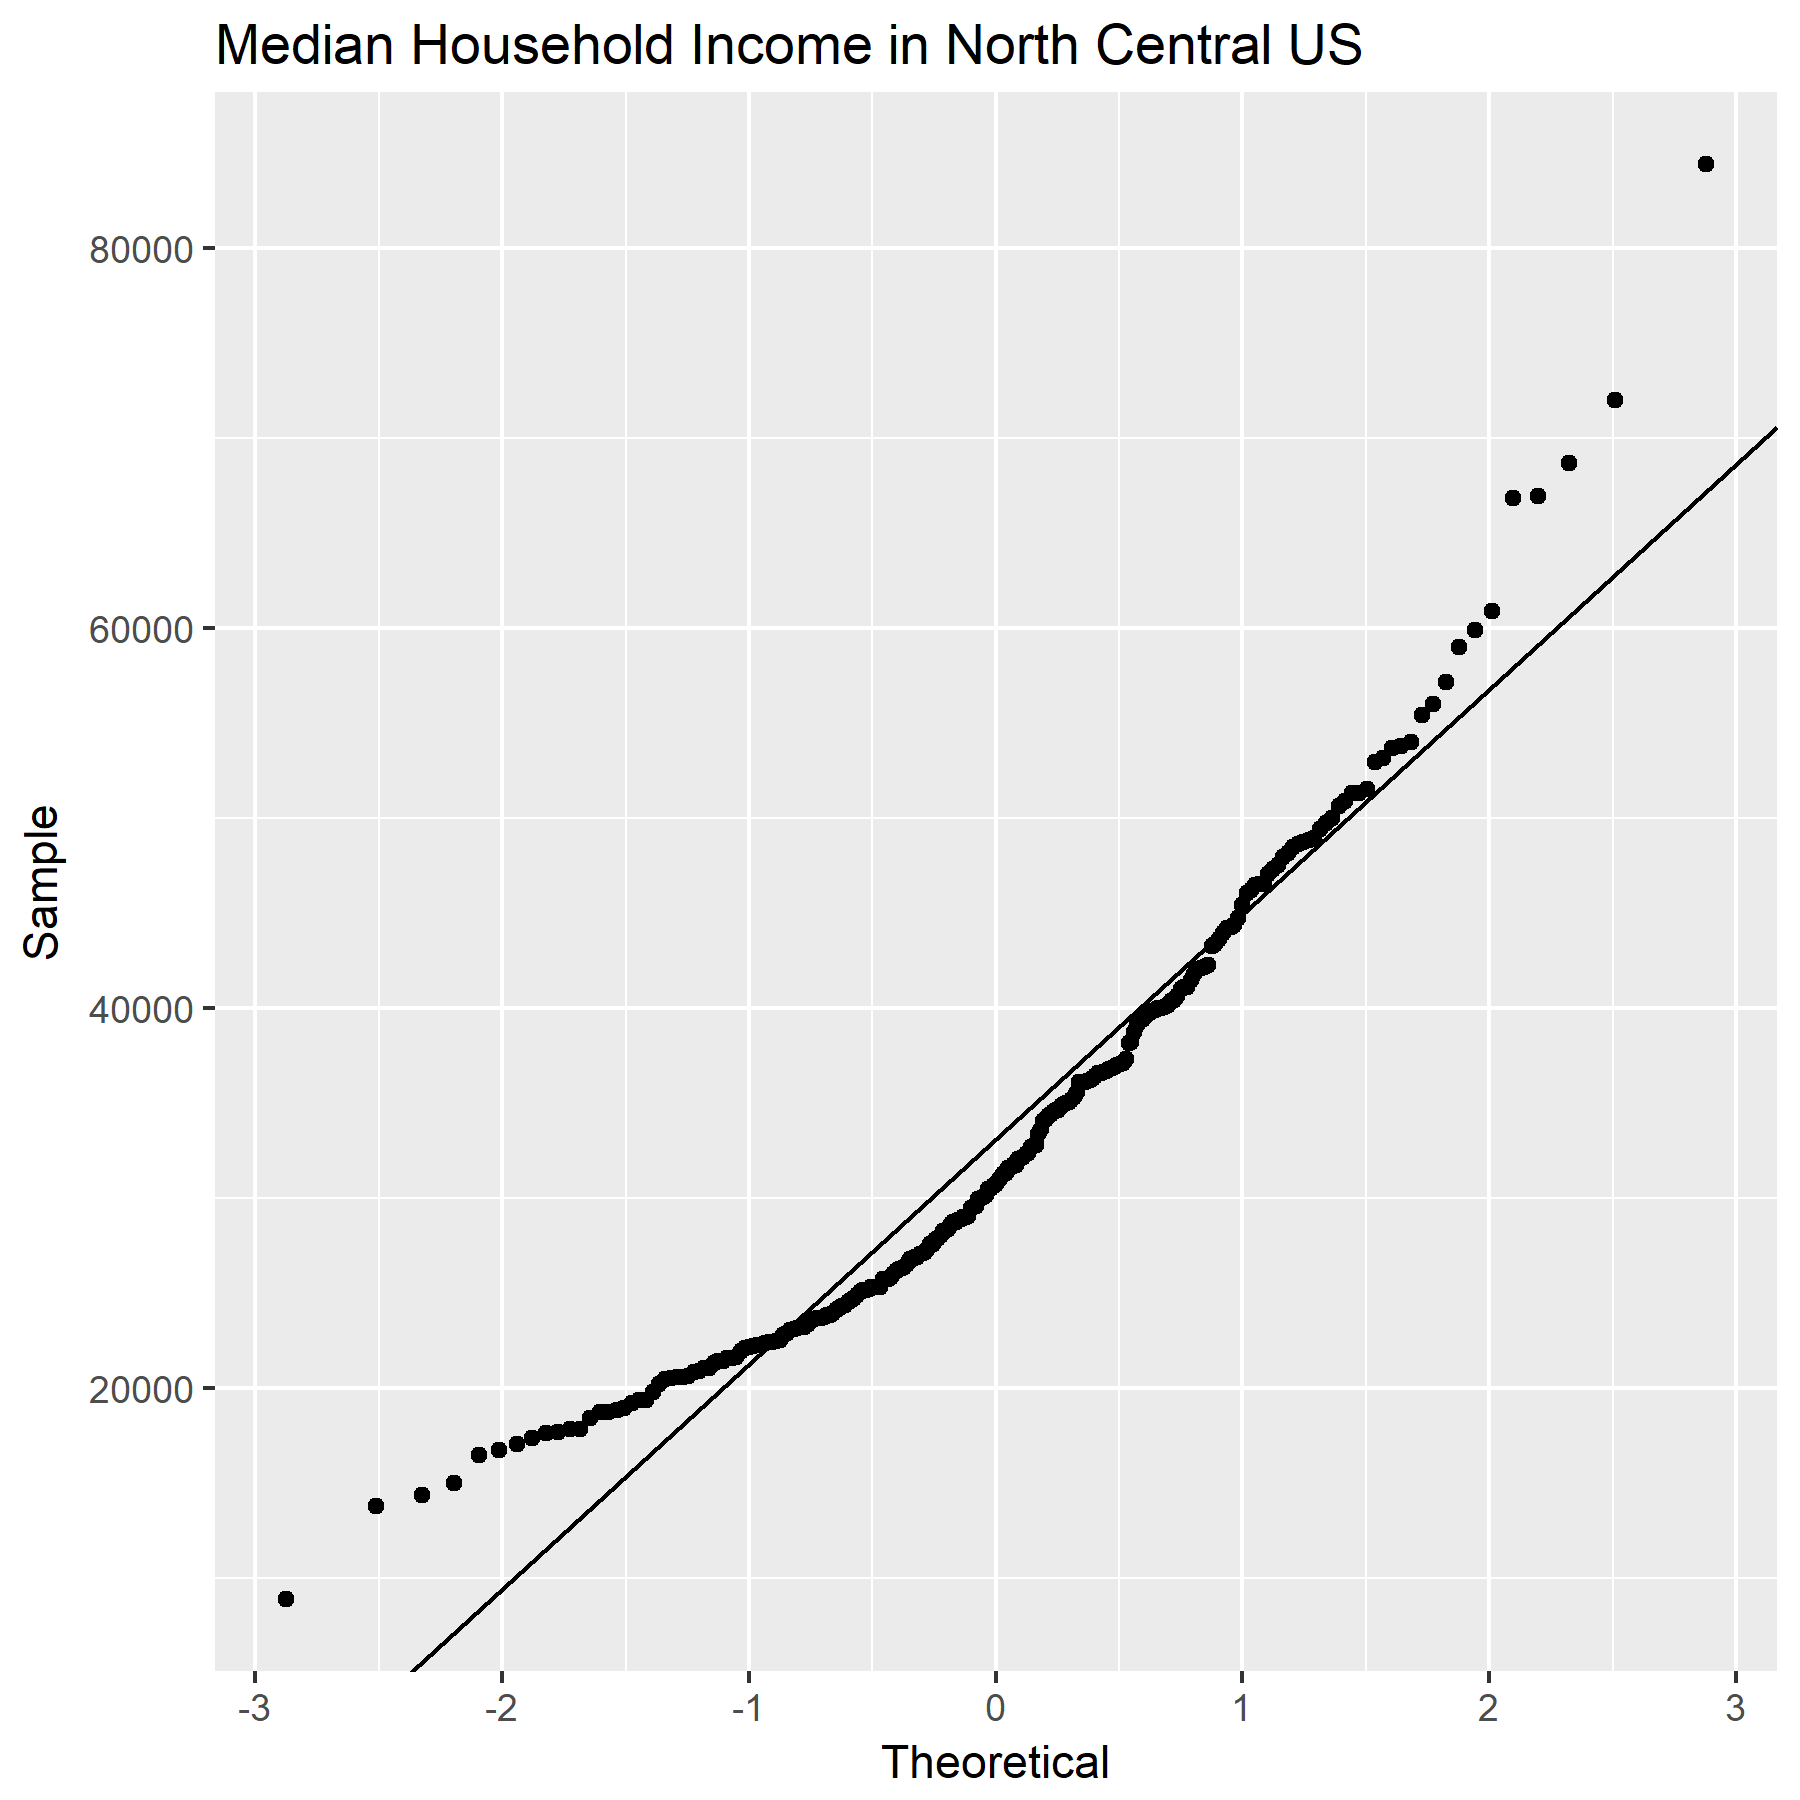 Median Household Income in North Central US
80000
60000
40000
20000
Sample
-3 -2 -1 0 1 2 3
Theoretical